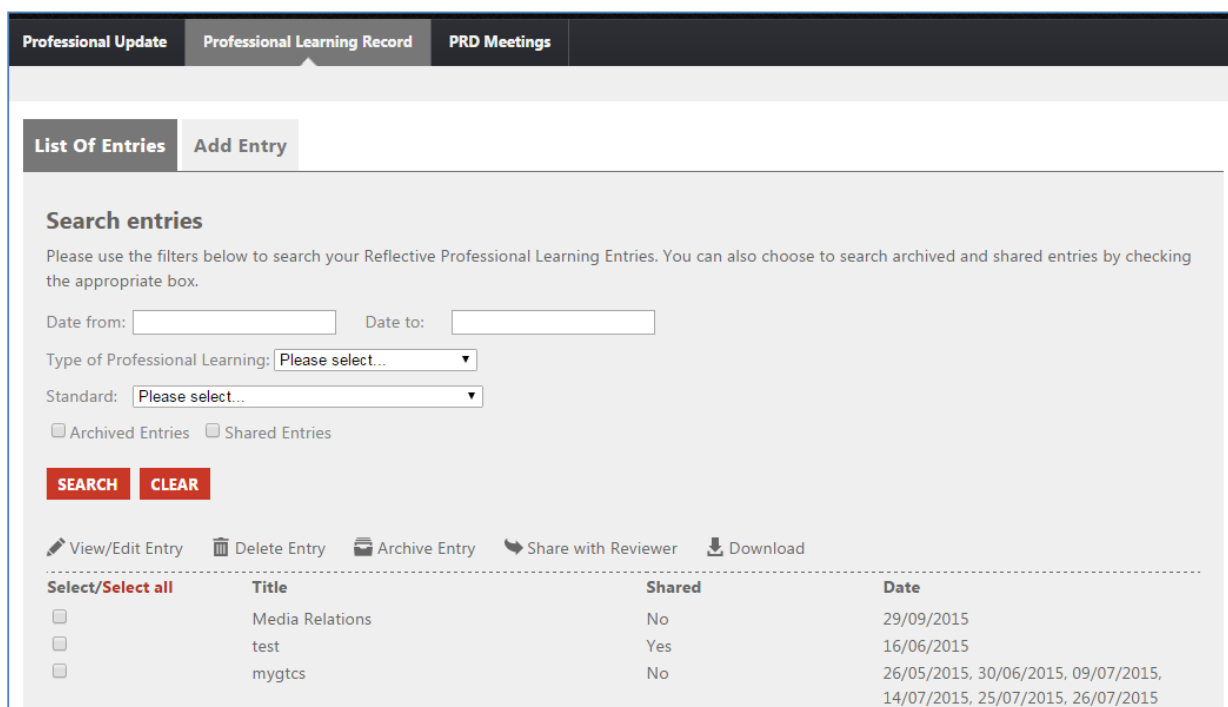 Professional Update Professional Learning Record PRD Meetings
List Of Entries Add Entry
Search entries
Please use the filters below to search your Reflective Professional Learning Entries. You can also choose to search archived and shared entries by checking
the appropriate box.
Date from: Date to:
Type of Professional Learning: Please select...
Standard: Please select...
Archived Entries Shared Entries
SEARCH CLEAR
View/Edit Entry Delete Entry Archive Entry Share with Reviewer Download
Select/Select all Title Shared Date
Media Relations No 29/09/2015
test Yes 16/06/2015
mygtcs No 26/05/2015, 30/06/2015, 09/07/2015,
14/07/2015, 25/07/2015, 26/07/2015